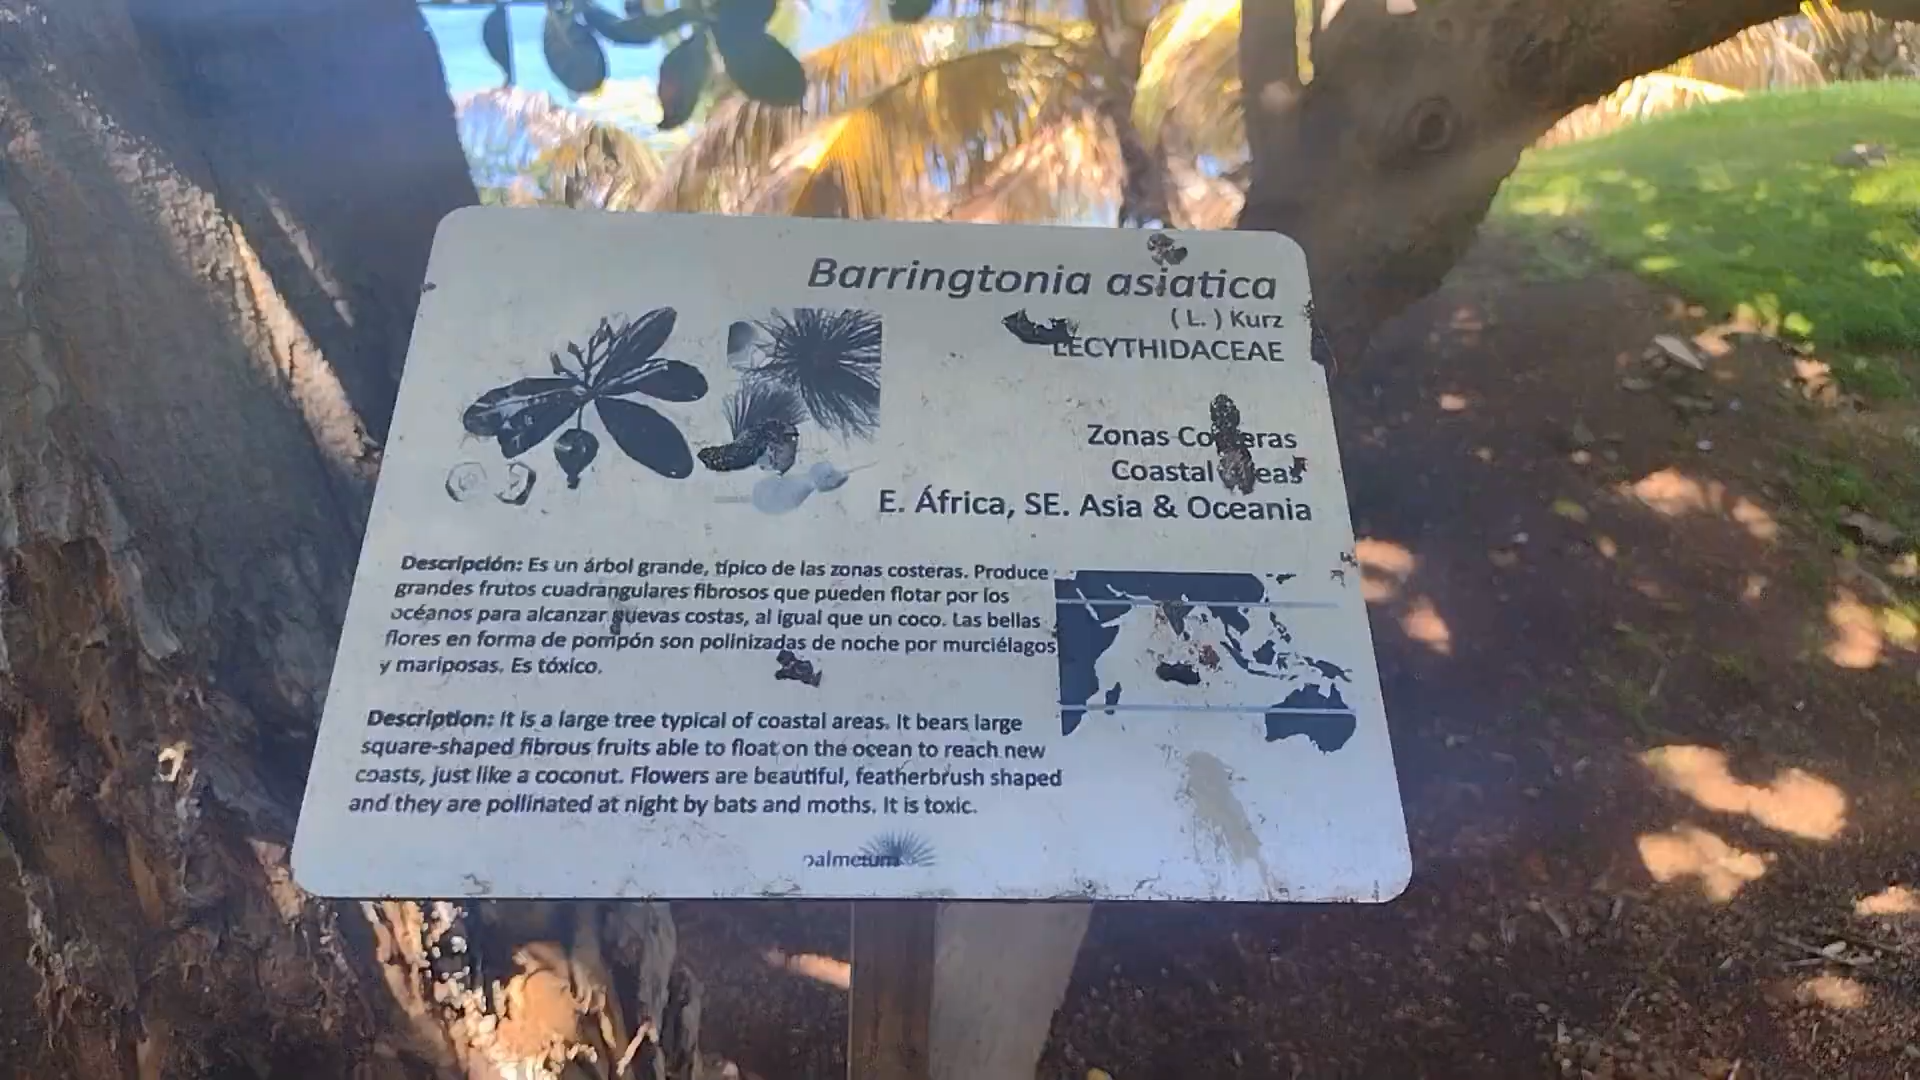 Barringtonia asiatica
( L. ) Kurz
LECYTHIDACEAE
Zonas Costeras
Coastal Areas
E. África, SE. Asia & Oceania
Descripción: Es un árbol grande, típico de las zonas costeras. Produce
grandes frutos cuadrangulares fibrosos que pueden flotar por los
océanos para alcanzar nuevas costas, al igual que un coco. Las bellas
flores en forma de pompón son polinizadas de noche por murciélagos
y mariposas. Es tóxico.
Description: It is a large tree typical of coastal areas. It bears large
square-shaped fibrous fruits able to float on the ocean to reach new
coasts, just like a coconut. Flowers are beautiful, featherbrush shaped
and they are pollinated at night by bats and moths. It is toxic.
palmetum